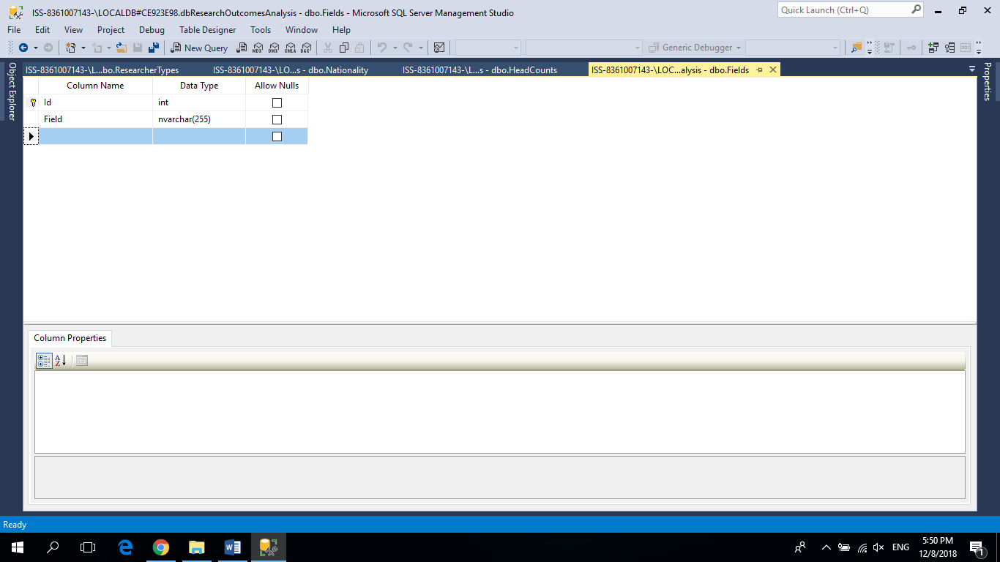 ISS-8361007143-\LOCALDB#CE923E98.dbResearchOutcomesAnalysis - dbo.Fields - Microsoft SQL Server Management Studio
Quick Launch (Ctrl+Q)
File Edit View Project Debug Table Designer Tools Window Help
New Query MDX DMX XMLA DAX Generic Debugger
ISS-8361007143-\L...bo.ResearcherTypes ISS-8361007143-\LO...s - dbo.Nationality ISS-8361007143-\L...s - dbo.HeadCounts ISS-8361007143-\LOC...alysis - dbo.Fields
Object Explorer
Properties
Column Name Data Type Allow Nulls
Id int
Field nvarchar(255)
Column Properties
Ready
ENG
5:50 PM
12/8/2018
1